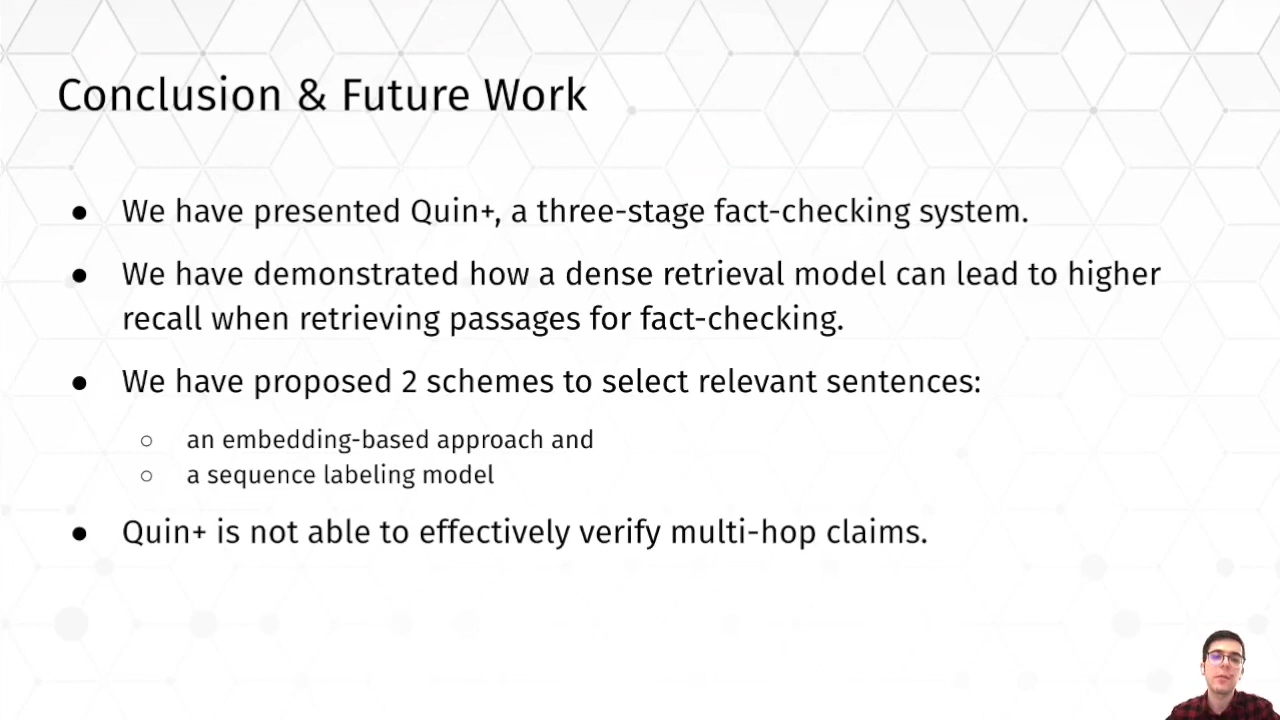 Conclusion & Future Work
● We have presented Quin+, a three-stage fact-checking system.
● We have demonstrated how a dense retrieval model can lead to higher
recall when retrieving passages for fact-checking.
● We have proposed 2 schemes to select relevant sentences:
○ an embedding-based approach and
○ a sequence labeling model
● Quin+ is not able to effectively verify multi-hop claims.